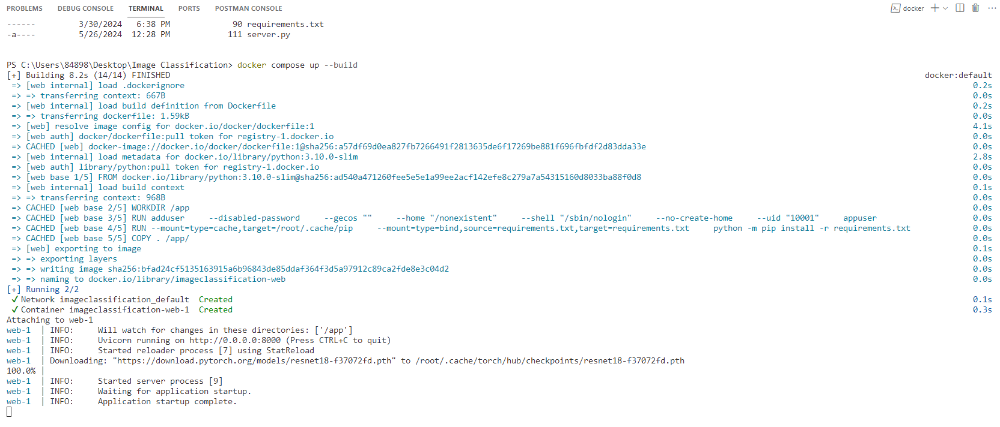 PROBLEMS DEBUG CONSOLE TERMINAL PORTS POSTMAN CONSOLE docker
------ 3/30/2024 6:38 PM 90 requirements.txt
-a---- 5/26/2024 12:28 PM 111 server.py
PS C:\Users\84898\Desktop\Image Classification> docker compose up --build
[+] Building 8.2s (14/14) FINISHED docker:default
=> [web internal] load .dockerignore 0.2s
=> => transferring context: 667B 0.0s
=> [web internal] load build definition from Dockerfile 0.2s
=> => transferring dockerfile: 1.59kB 0.0s
=> [web] resolve image config for docker.io/docker/dockerfile:1 4.1s
=> [web auth] docker/dockerfile:pull token for registry-1.docker.io 0.0s
=> CACHED [web] docker-image://docker.io/docker/dockerfile:1@sha256:a57df69d0ea827fb7266491f2813635de6f17269be881f696fbfdf2d83dda33e 0.0s
=> [web internal] load metadata for docker.io/library/python:3.10.0-slim 2.8s
=> [web auth] library/python:pull token for registry-1.docker.io 0.0s
=> [web base 1/5] FROM docker.io/library/python:3.10.0-slim@sha256:ad540a471260fee5e5e1a99ee2acf142efe8c279a7a54315160d8033ba88f0d8 0.0s
=> [web internal] load build context 0.1s
=> => transferring context: 968B 0.0s
=> CACHED [web base 2/5] WORKDIR /app 0.0s
=> CACHED [web base 3/5] RUN adduser --disabled-password --gecos "" --home "/nonexistent" --shell "/sbin/nologin" --no-create-home --uid "10001" appuser 0.0s
=> CACHED [web base 4/5] RUN --mount=type=cache,target=/root/.cache/pip --mount=type=bind,source=requirements.txt,target=requirements.txt python -m pip install -r requirements.txt 0.0s
=> CACHED [web base 5/5] COPY . /app/ 0.0s
=> [web] exporting to image 0.1s
=> => exporting layers 0.0s
=> => writing image sha256:bfad24cf5135163915a6b96843de85ddaf364f3d5a97912c89ca2fde8e3c04d2 0.0s
=> => naming to docker.io/library/imageclassification-web 0.0s
[+] Running 2/2
✓ Network imageclassification_default Created 0.1s
✓ Container imageclassification-web-1 Created 0.3s
Attaching to web-1
web-1 | INFO: Will watch for changes in these directories: ['/app']
web-1 | INFO: Uvicorn running on http://0.0.0.0:8000 (Press CTRL+C to quit)
web-1 | INFO: Started reloader process [7] using StatReload
web-1 | Downloading: "https://download.pytorch.org/models/resnet18-f37072fd.pth" to /root/.cache/torch/hub/checkpoints/resnet18-f37072fd.pth
100.0% |
web-1 | INFO: Started server process [9]
web-1 | INFO: Waiting for application startup.
web-1 | INFO: Application startup complete.